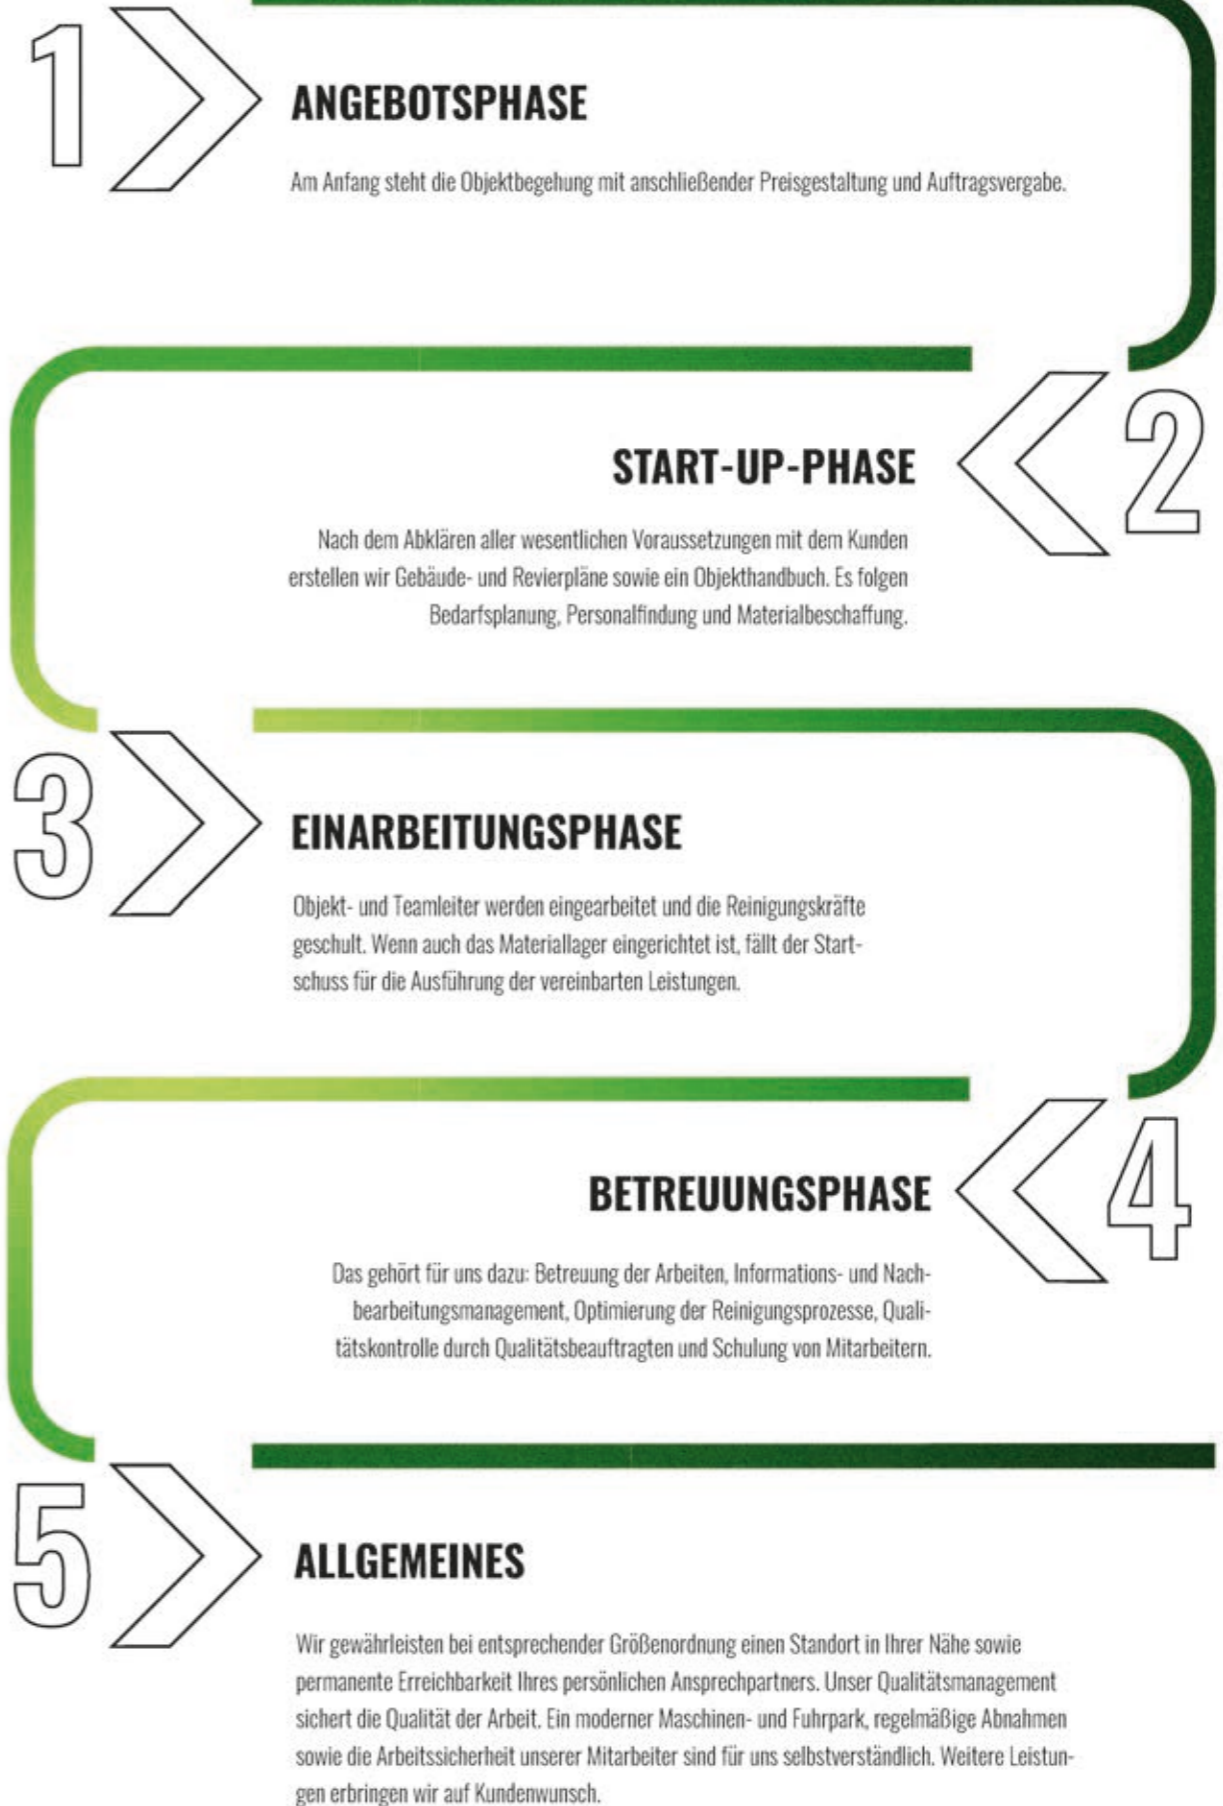 1
ANGEBOTSPHASE
Am Anfang steht die Objektbegehung mit anschließender Preisgestaltung und Auftragsvergabe.
2
START-UP-PHASE
Nach dem Abklären aller wesentlichen Voraussetzungen mit dem Kunden
erstellen wir Gebäude- und Revierpläne sowie ein Objekthandbuch. Es folgen
Bedarfsplanung, Personalfindung und Materialbeschaffung.
3
EINARBEITUNGSPHASE
Objekt- und Teamleiter werden eingearbeitet und die Reinigungskräfte
geschult. Wenn auch das Materiallager eingerichtet ist, fällt der Start-
schuss für die Ausführung der vereinbarten Leistungen.
4
BETREUUNGSPHASE
Das gehört für uns dazu: Betreuung der Arbeiten, Informations- und Nach-
bearbeitungsmanagement, Optimierung der Reinigungsprozesse, Quali-
tätskontrolle durch Qualitätsbeauftragten und Schulung von Mitarbeitern.
5
ALLGEMEINES
Wir gewährleisten bei entsprechender Größenordnung einen Standort in Ihrer Nähe sowie
permanente Erreichbarkeit Ihres persönlichen Ansprechpartners. Unser Qualitätsmanagement
sichert die Qualität der Arbeit. Ein moderner Maschinen- und Fuhrpark, regelmäßige Abnahmen
sowie die Arbeitssicherheit unserer Mitarbeiter sind für uns selbstverständlich. Weitere Leistun-
gen erbringen wir auf Kundenwunsch.